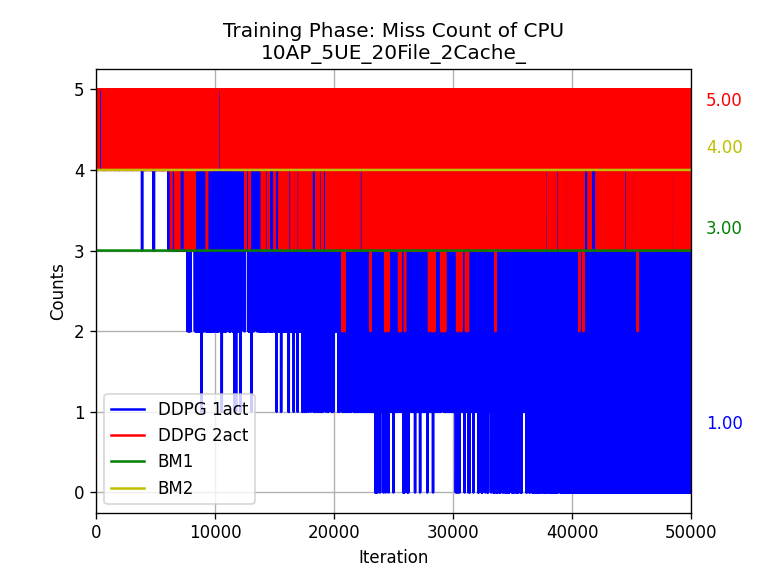 Training Phase: Miss Count of CPU
10AP_5UE_20File_2Cache_
5
4
3
2
1
0
Counts
5.00
4.00
3.00
1.00
DDPG 1act
DDPG 2act
BM1
BM2
0 10000 20000 30000 40000 50000
Iteration